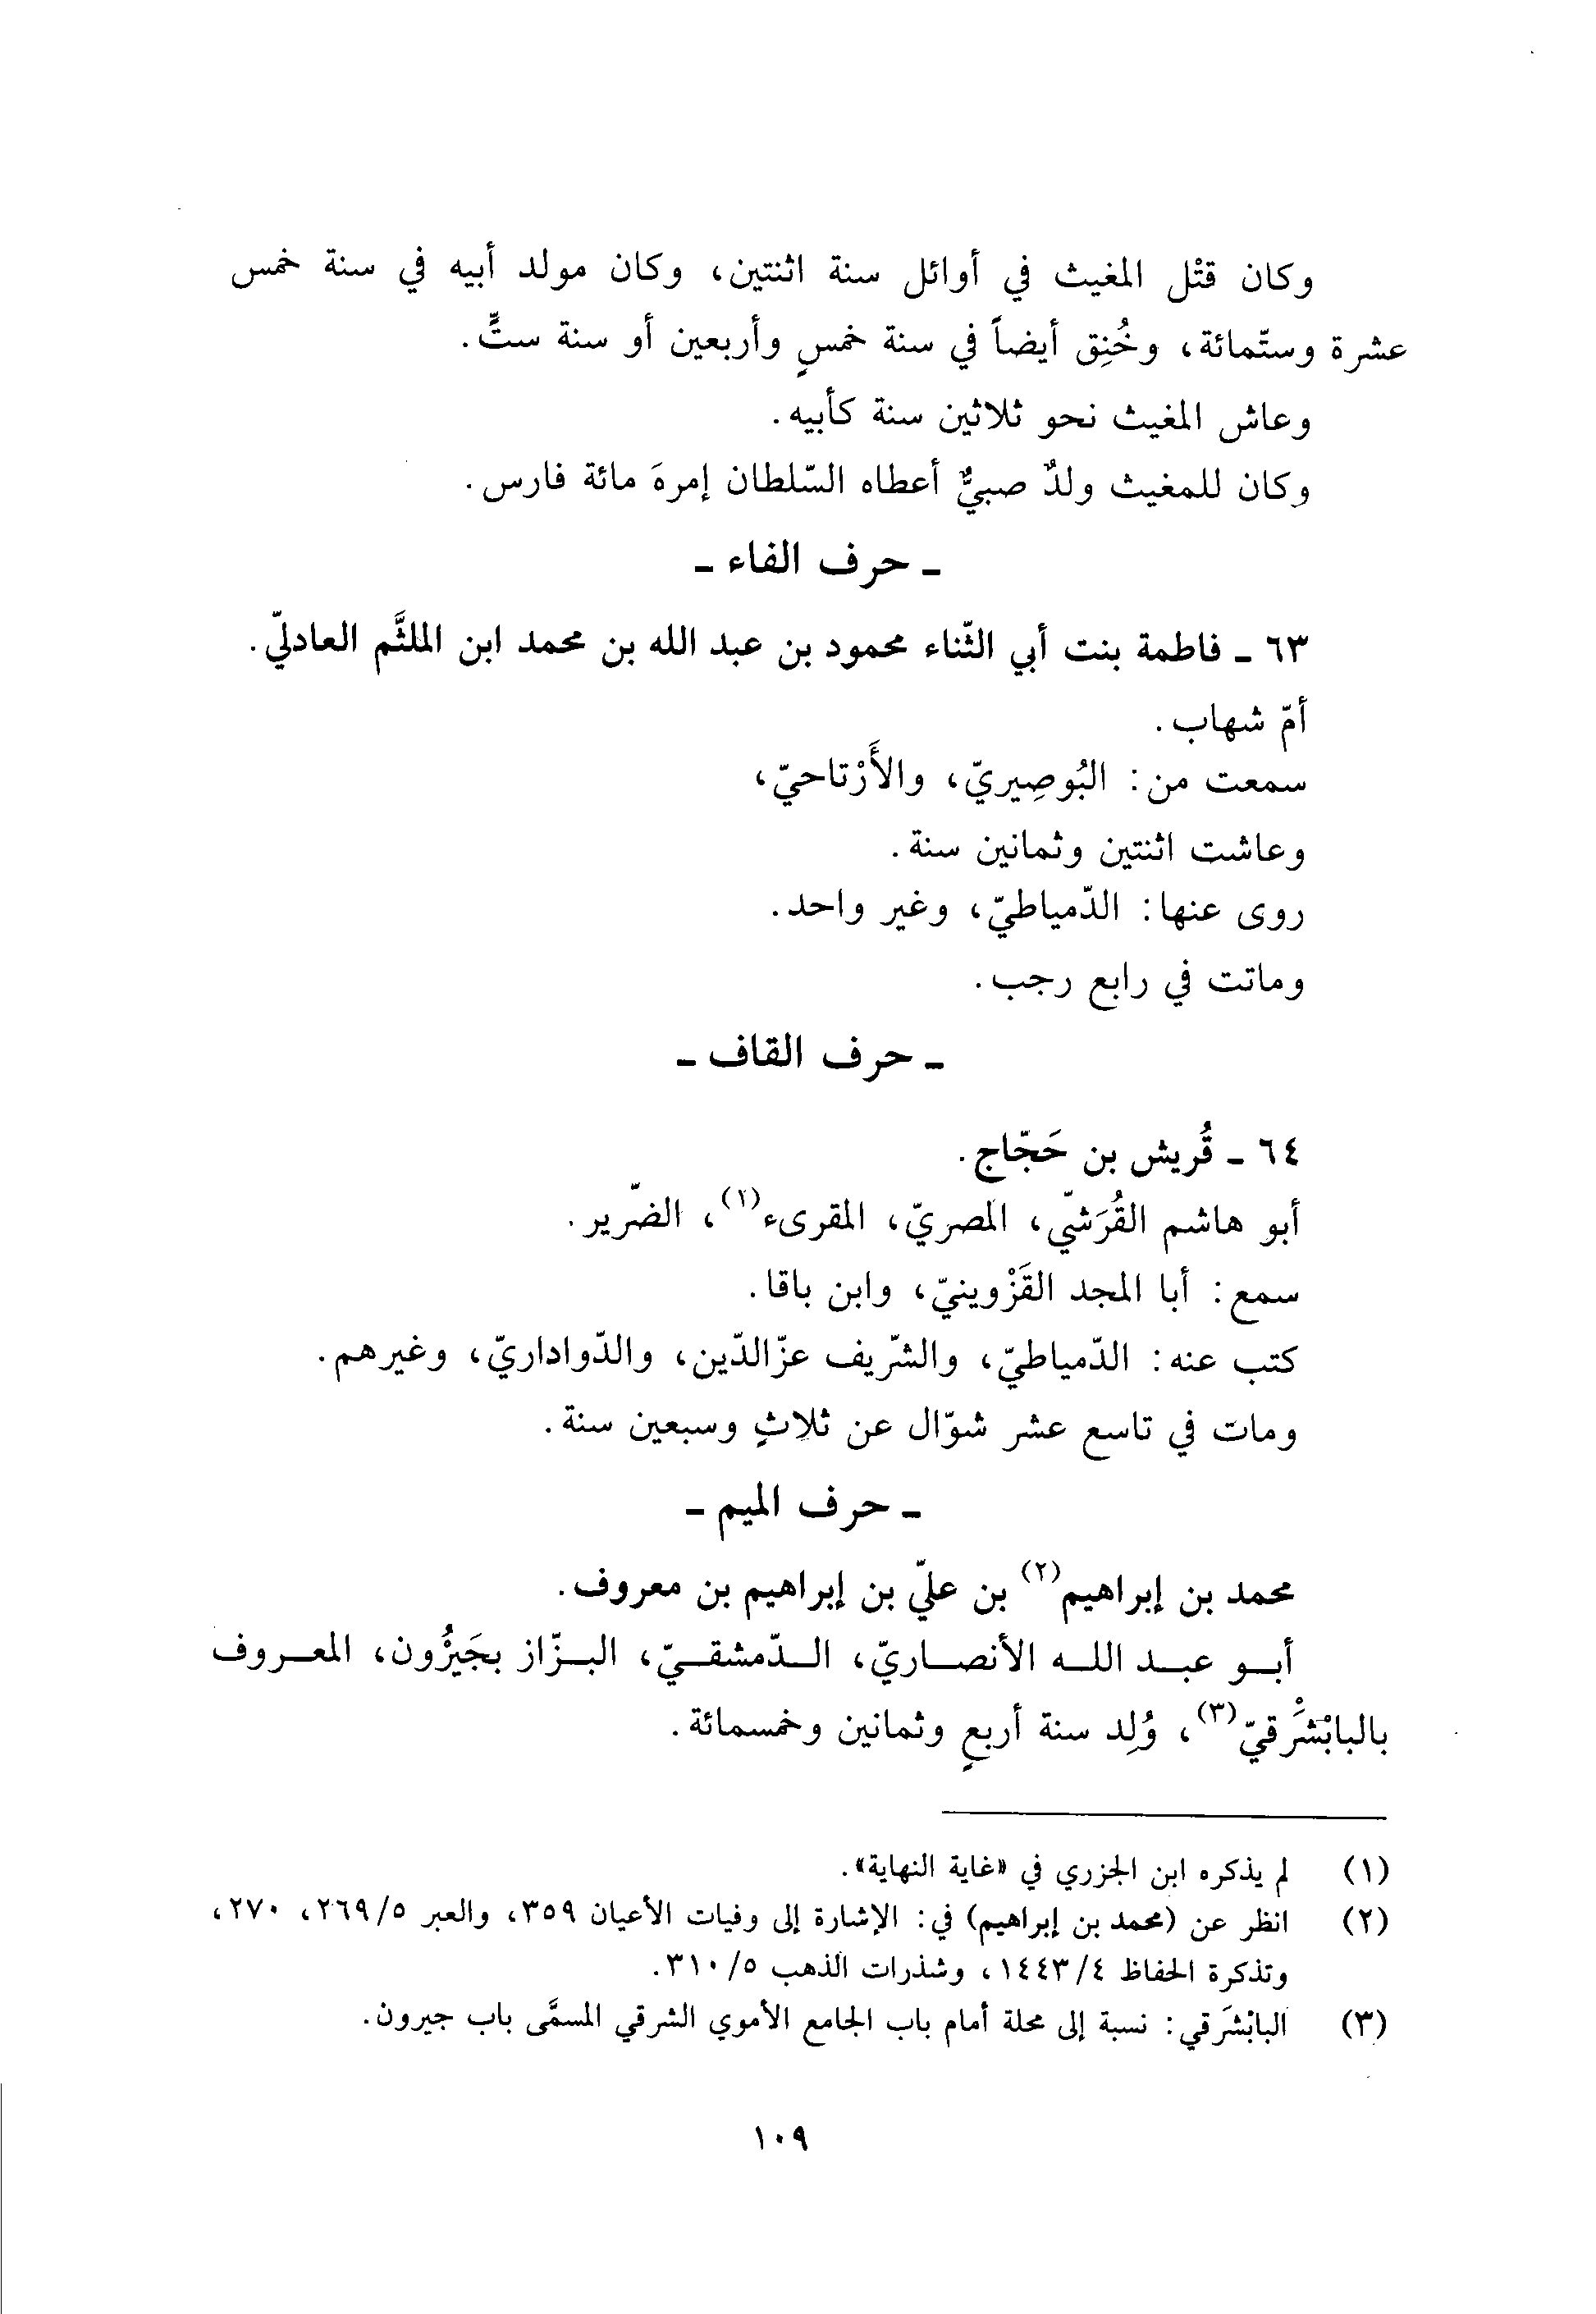 وكان قتْل المغيث في أوائل سنة اثنتين، وكان مولد أبيه في سنة خمس
عشرة وستّمائة، وخُنِق أيضاً في سنة خمسٍ وأربعين أو سنة ستٍّ.
وعاش المغيث نحو ثلاثين سنة كأبيه.
وكان للمغيث ولدٌ صبيٌّ أعطاه السّلطان إمرةَ مائة فارس.
ـ حرف الفاء ـ
٦٣ ـ فاطمة بنت أبي الثّناء محمود بن عبد الله بن محمد ابن الملثَّم العادليّ.
أمّ شهاب.
سمعت من: البُوصِيريّ، والأَرْتاحيّ،
وعاشت اثنتين وثمانين سنة.
روى عنها: الدّمياطيّ، وغير واحد.
وماتت في رابع رجب.
ـ حرف القاف ـ
٦٤ ـ قُريش بن حَجّاج.
أبو هاشم القُرَشيّ، المصريّ، المقرىء(١)، الضّرير.
سمع: أبا المجد القَزْوينيّ، وابن باقا.
كتب عنه: الدّمياطيّ، والشّريف عزّالدّين، والدّواداريّ، وغيرهم.
ومات في تاسع عشر شوّال عن ثلاثٍ وسبعين سنة.
ـ حرف الميم ـ
محمد بن إبراهيم(٢) بن عليّ بن إبراهيم بن معروف.
أبو عبد الله الأنصاريّ، الدّمشقيّ، البزّاز بجَيْرُون، المعروف
بالبابْشَرْقيّ(٣)، وُلِد سنة أربعٍ وثمانين وخمسمائة.
(١) لم يذكره ابن الجزري في «غاية النهاية».
(٢) انظر عن (محمد بن إبراهيم) في: الإشارة إلى وفيات الأعيان ٣٥٩، والعبر ٢٦٩/٥، ٢٧٠،
وتذكرة الحفاظ ١٤٤٣/٤، وشذرات الذهب ٣١٠/٥.
(٣) البابْشَرقي: نسبة إلى محلة أمام باب الجامع الأموي الشرقي المسمَّى باب جيرون.
١٠٩